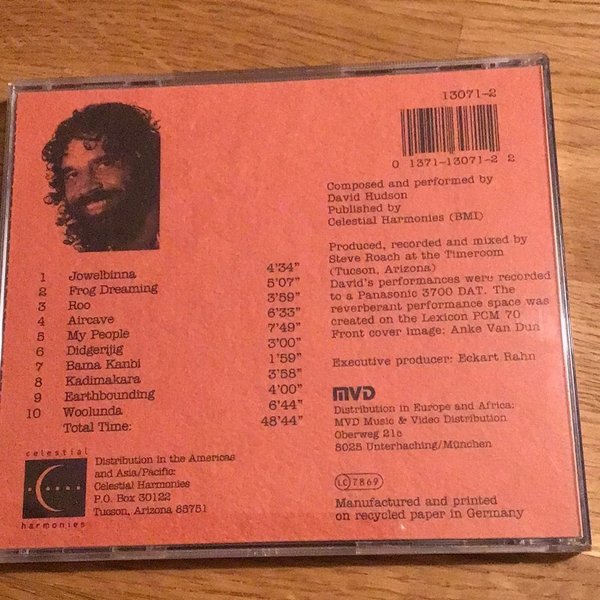 13071-2
0 1371-13071-2 2
Composed and performed by
David Hudson
Published by
Celestial Harmonies (BMI)
Produced, recorded and mixed by
Steve Roach at the Timeroom
(Tucson, Arizona)
David's performances were recorded
to a Panasonic 3700 DAT. The
reverberant performance space was
created on the Lexicon PCM 70
Front cover image: Anke Van Dun
Executive producer: Eckart Rahn
1 Jowelbinna 4'34"
2 Frog Dreaming 5'07"
3 Roo 3'59"
4 Aircave 6'33"
5 My People 7'49"
6 Didgerijig 3'00"
7 Bama Kanbi 1'59"
8 Kadimakara 3'58"
9 Earthbounding 4'00"
10 Woolunda 6'44"
Total Time: 48'44"
MVD
Distribution in Europe and Africa:
MVD Music & Video Distribution
Oberweg 21c
8025 Unterhaching/München
LC 7869
Manufactured and printed
on recycled paper in Germany
celestial
harmonies
Distribution in the Americas
and Asia/Pacific:
Celestial Harmonies
P.O. Box 30122
Tucson, Arizona 85751